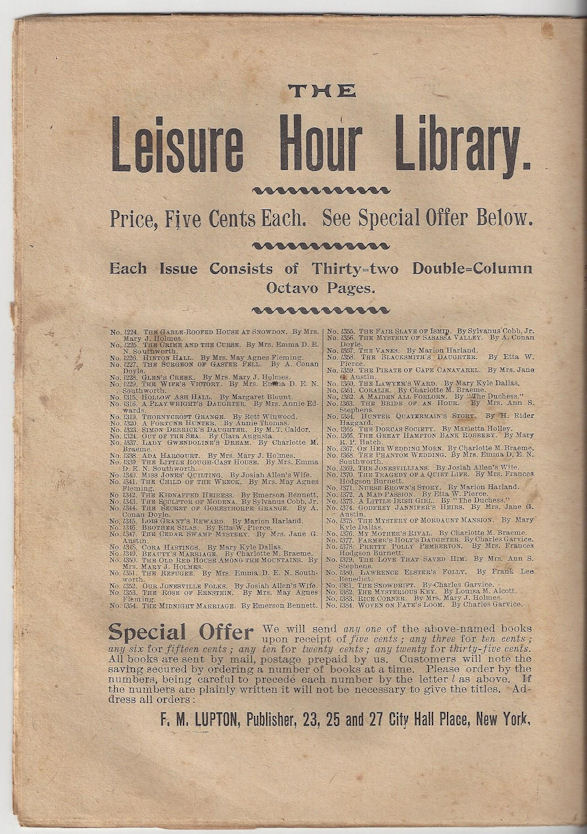 THE
Leisure Hour Library.
Price, Five Cents Each. See Special Offer Below.
Each Issue Consists of Thirty-two Double-Column
Octavo Pages.
No. 1224. THE GABLE-ROOFED HOUSE AT SNOWDON. By Mrs.
Mary J. Holmes.
No. 1225. THE CRIME AND THE CURSE. By Mrs. Emma D. E.
N. Southworth.
No. 1226. HINTON HALL. By Mrs. May Agnes Fleming.
No. 1227. THE SURGEON OF GASTER FELL. By A. Conan
Doyle.
No. 1228. GLEN'S CREEK. By Mrs. Mary J. Holmes.
No. 1229. THE WIFE'S VICTORY. By Mrs. Emma D. E. N.
Southworth.
No. 1315. HOLLOW ASH HALL. By Margaret Blount.
No. 1316. A PLAYWRIGHT'S DAUGHTER. By Mrs. Annie Ed-
wards.
No. 1319. THORNYCROFT GRANGE. By Rett Winwood.
No. 1320. A FORTUNE HUNTER. By Annie Thomas.
No. 1323. SIMON DERRICK'S DAUGHTER. By M. T. Caldor.
No. 1324. OUT OF THE SEA. By Clara Augusta.
No. 1337. LADY GWENDOLINE'S DREAM. By Charlotte M.
Braeme.
No. 1338. ADA HARCOURT. By Mrs. Mary J. Holmes.
No. 1339. THE LITTLE ROUGH-CAST HOUSE. By Mrs. Emma
D. E. N. Southworth.
No. 1340. MISS JONES' QUILTING. By Josiah Allen's Wife.
No. 1341. THE CHILD OF THE WRECK. By Mrs. May Agnes
Fleming.
No. 1342. THE KIDNAPPED HEIRESS. By Emerson Bennett.
No. 1343. THE SCULPTOR OF MODENA. By Sylvanus Cobb, Jr.
No. 1344. THE SECRET OF GORESTHORPE GRANGE. By A.
Conan Doyle.
No. 1345. LOIS GRANT'S REWARD. By Marion Harland.
No. 1346. BROTHER SILAS. By Etta W. Pierce.
No. 1347. THE CEDAR SWAMP MYSTERY. By Mrs. Jane G.
Austin.
No. 1348. CORA HASTINGS. By Mary Kyle Dallas.
No. 1349. BEAUTY'S MARRIAGE. By Charlotte M. Braeme.
No. 1350. THE OLD RED HOUSE AMONG THE MOUNTAINS. By
Mrs. Mary J. Holmes.
No. 1351. THE REFUGEE. By Mrs. Emma D. E. N. South-
worth.
No. 1352. OUR JONESVILLE FOLKS. By Josiah Allen's Wife.
No. 1353. THE ROSE OF ERNSTEIN. By Mrs. May Agnes
Fleming.
No. 1354. THE MIDNIGHT MARRIAGE. By Emerson Bennett.
No. 1355. THE FAIR SLAVE OF ISMID. By Sylvanus Cobb, Jr.
No. 1356. THE MYSTERY OF SASASSA VALLEY. By A. Conan
Doyle.
No. 1357. THE VANES. By Marion Harland.
No. 1358. THE BLACKSMITH'S DAUGHTER. By Etta W.
Pierce.
No. 1359. THE PIRATE OF CAPE CANAVAREL. By Mrs. Jane
G. Austin.
No. 1360. THE LAWYER'S WARD. By Mary Kyle Dallas.
No. 1361. CORALIE. By Charlotte M. Braeme.
No. 1362. A MAIDEN ALL FORLORN. By "The Duchess."
No. 1363. THE BRIDE OF AN HOUR. By Mrs. Ann S.
Stephens.
No. 1364. HUNTER QUATERMAIN'S STORY. By H. Rider
Haggard.
No. 1365. THE DORCAS SOCIETY. By Marietta Holley.
No. 1366. THE GREAT HAMPTON BANK ROBBERY. By Mary
R. P. Hatch.
No. 1367. ON HER WEDDING MORN. By Charlotte M. Braeme.
No. 1368. THE PHANTOM WEDDING. By Mrs. Emma D. E. N.
Southworth.
No. 1369. THE JONESVILLIANS. By Josiah Allen's Wife.
No. 1370. THE TRAGEDY OF A QUIET LIFE. By Mrs. Frances
Hodgson Burnett.
No. 1371. NURSE BROWN'S STORY. By Marion Harland.
No. 1372. A MAD PASSION. By Etta W. Pierce.
No. 1373. A LITTLE IRISH GIRL. By "The Duchess."
No. 1374. GODFREY JANNIFER'S HEIRS. By Mrs. Jane G.
Austin.
No. 1375. THE MYSTERY OF MORDAUNT MANSION. By Mary
Kyle Dallas.
No. 1376. MY MOTHER'S RIVAL. By Charlotte M. Braeme.
No. 1377. FARMER HOLT'S DAUGHTER. By Charles Garvice.
No. 1378. PRETTY POLLY PEMBERTON. By Mrs. Frances
Hodgson Burnett.
No. 1379. THE LOVE THAT SAVED HIM. By Mrs. Ann S.
Stephens.
No. 1380. LAWRENCE ELSTER'S FOLLY. By Frank Lee
Benedict.
No. 1381. THE SNOWDRIFT. By Charles Garvice.
No. 1382. THE MYSTERIOUS KEY. By Louisa M. Alcott.
No. 1383. RICE CORNER. By Mrs. Mary J. Holmes.
No. 1384. WOVEN ON FATE'S LOOM. By Charles Garvice.
Special Offer We will send any one of the above-named books
upon receipt of five cents; any three for ten cents;
any six for fifteen cents; any ten for twenty cents; any twenty for thirty-five cents.
All books are sent by mail, postage prepaid by us. Customers will note the
saving secured by ordering a number of books at a time. Please order by the
numbers, being careful to precede each number by the letter l as above. If
the numbers are plainly written it will not be necessary to give the titles. Ad-
dress all orders:
F. M. LUPTON, Publisher, 23, 25 and 27 City Hall Place, New York.